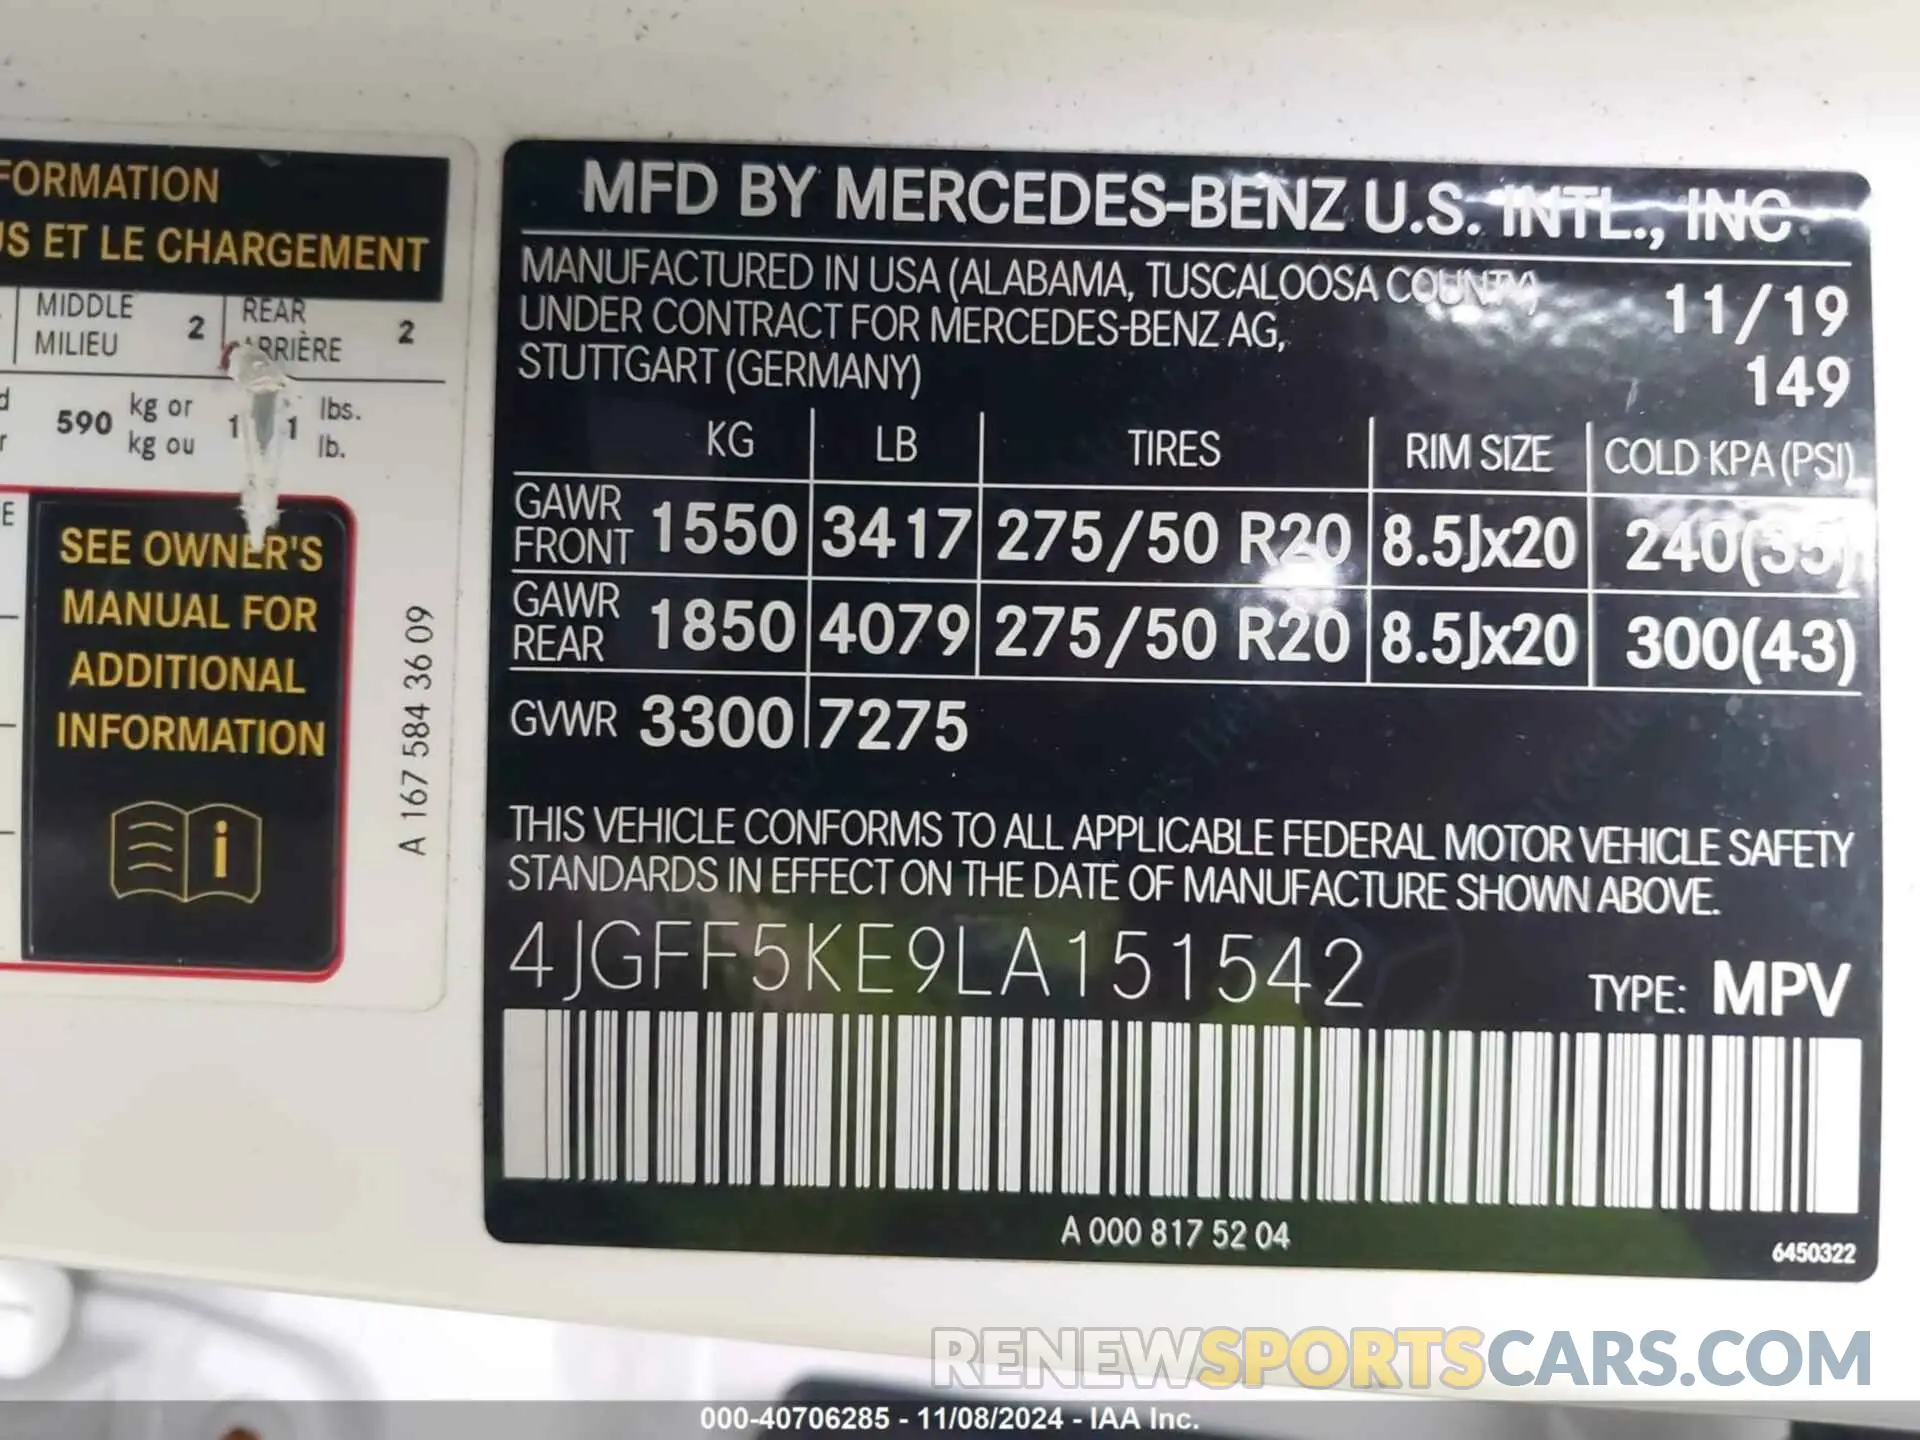 FORMATION
US ET LE CHARGEMENT
MIDDLE
MILIEU
2
REAR
ARRIÈRE
2
590
kg or
kg ou
lbs.
lb.
SEE OWNER'S
MANUAL FOR
ADDITIONAL
INFORMATION
i
A 167 584 36 09
MFD BY MERCEDES-BENZ U.S. INTL., INC
MANUFACTURED IN USA (ALABAMA, TUSCALOOSA COUNTY)
UNDER CONTRACT FOR MERCEDES-BENZ AG,
STUTTGART (GERMANY)
11/19
149
KG LB TIRES RIM SIZE COLD KPA (PSI)
GAWR FRONT 1550 3417 275/50 R20 8.5Jx20 240(35)
GAWR REAR 1850 4079 275/50 R20 8.5Jx20 300(43)
GVWR 3300 7275
THIS VEHICLE CONFORMS TO ALL APPLICABLE FEDERAL MOTOR VEHICLE SAFETY
STANDARDS IN EFFECT ON THE DATE OF MANUFACTURE SHOWN ABOVE.
4JGFF5KE9LA151542
TYPE: MPV
A 000 817 52 04
6450322
RENEWSPORTSCARS.COM
000-40706285 - 11/08/2024 - IAA Inc.